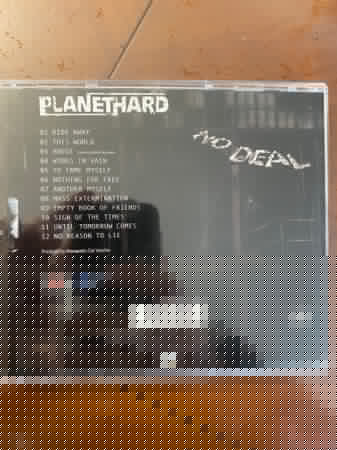 PLANETHARD
NO DEAL
01 RIDE AWAY
02 THIS WORLD
03 MOUSE
04 WORDS IN VAIN
05 TO TAME MYSELF
06 NOTHING FOR FREE
07 ANOTHER MYSELF
08 MASS EXTERMINATION
09 EMPTY BOOK OF FRIENDS
10 SIGN OF THE TIMES
11 UNTIL TOMORROW COMES
12 NO REASON TO LIE